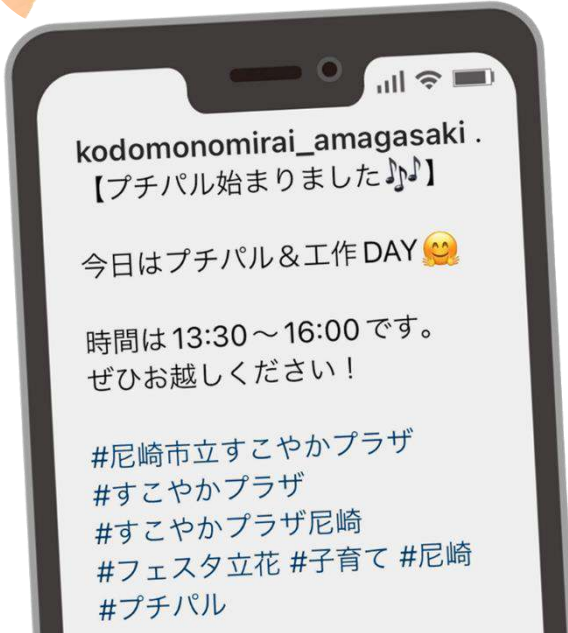 kodomonomirai_amagasaki .
【プチパル始まりました🎶】
今日はプチパル＆工作DAY🤗
時間は13:30～16:00です。
ぜひお越しください！
#尼崎市立すこやかプラザ
#すこやかプラザ
#すこやかプラザ尼崎
#フェスタ立花 #子育て #尼崎
#プチパル